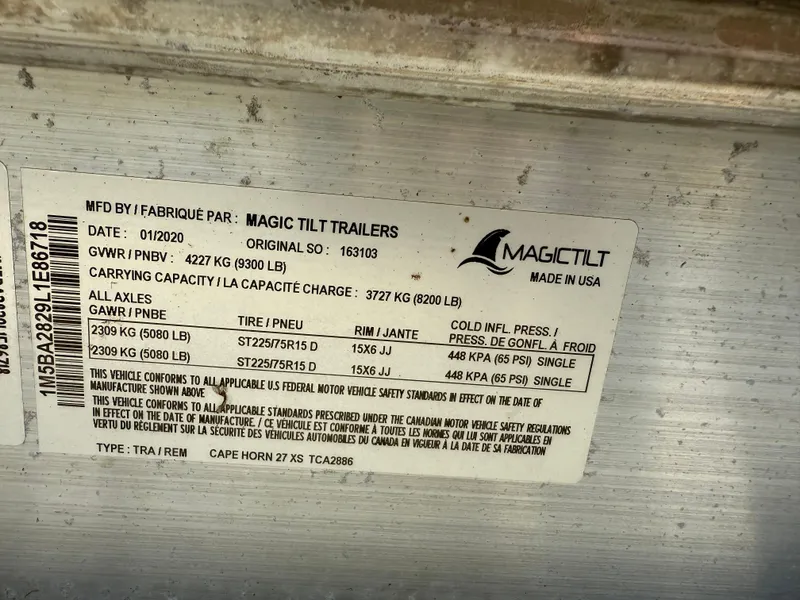 MFD BY / FABRIQUÉ PAR : MAGIC TILT TRAILERS
DATE : 01/2020 ORIGINAL SO : 163103
GVWR / PNBV : 4227 KG (9300 LB)
CARRYING CAPACITY / LA CAPACITÉ CHARGE : 3727 KG (8200 LB)
MAGICTILT
MADE IN USA
ALL AXLES
GAWR / PNBE TIRE / PNEU RIM / JANTE COLD INFL. PRESS. /
PRESS. DE GONFL. À FROID
2309 KG (5080 LB) ST225/75R15 D 15X6 JJ 448 KPA (65 PSI) SINGLE
2309 KG (5080 LB) ST225/75R15 D 15X6 JJ 448 KPA (65 PSI) SINGLE
THIS VEHICLE CONFORMS TO ALL APPLICABLE U.S FEDERAL MOTOR VEHICLE SAFETY STANDARDS IN EFFECT ON THE DATE OF
MANUFACTURE SHOWN ABOVE
THIS VEHICLE CONFORMS TO ALL APPLICABLE STANDARDS PRESCRIBED UNDER THE CANADIAN MOTOR VEHICLE SAFETY REGULATIONS
IN EFFECT ON THE DATE OF MANUFACTURE. / CE VÉHICULE EST CONFORME À TOUTES LES NORMES QUI LUI SONT APPLICABLES EN
VERTU DU RÈGLEMENT SUR LA SÉCURITÉ DES VÉHICULES AUTOMOBILES DU CANADA EN VIGUEUR À LA DATE DE SA FABRICATION
TYPE : TRA / REM CAPE HORN 27 XS TCA2886
1M5BA2829L1E86718